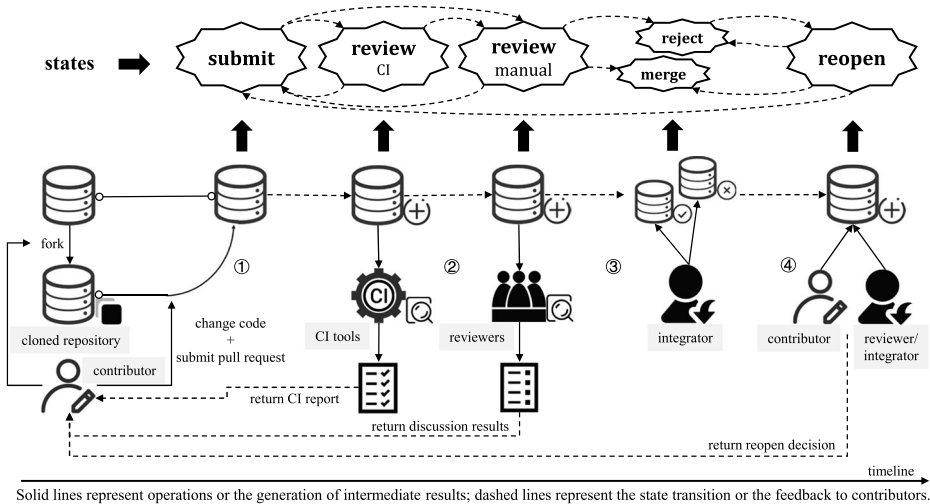 states
submit
review
CI
review
manual
reject
merge
reopen
fork
①
②
③
④
CI
cloned repository
change code
+
submit pull request
CI tools
reviewers
integrator
contributor
reviewer/
integrator
contributor
return CI report
return discussion results
return reopen decision
timeline
Solid lines represent operations or the generation of intermediate results; dashed lines represent the state transition or the feedback to contributors.